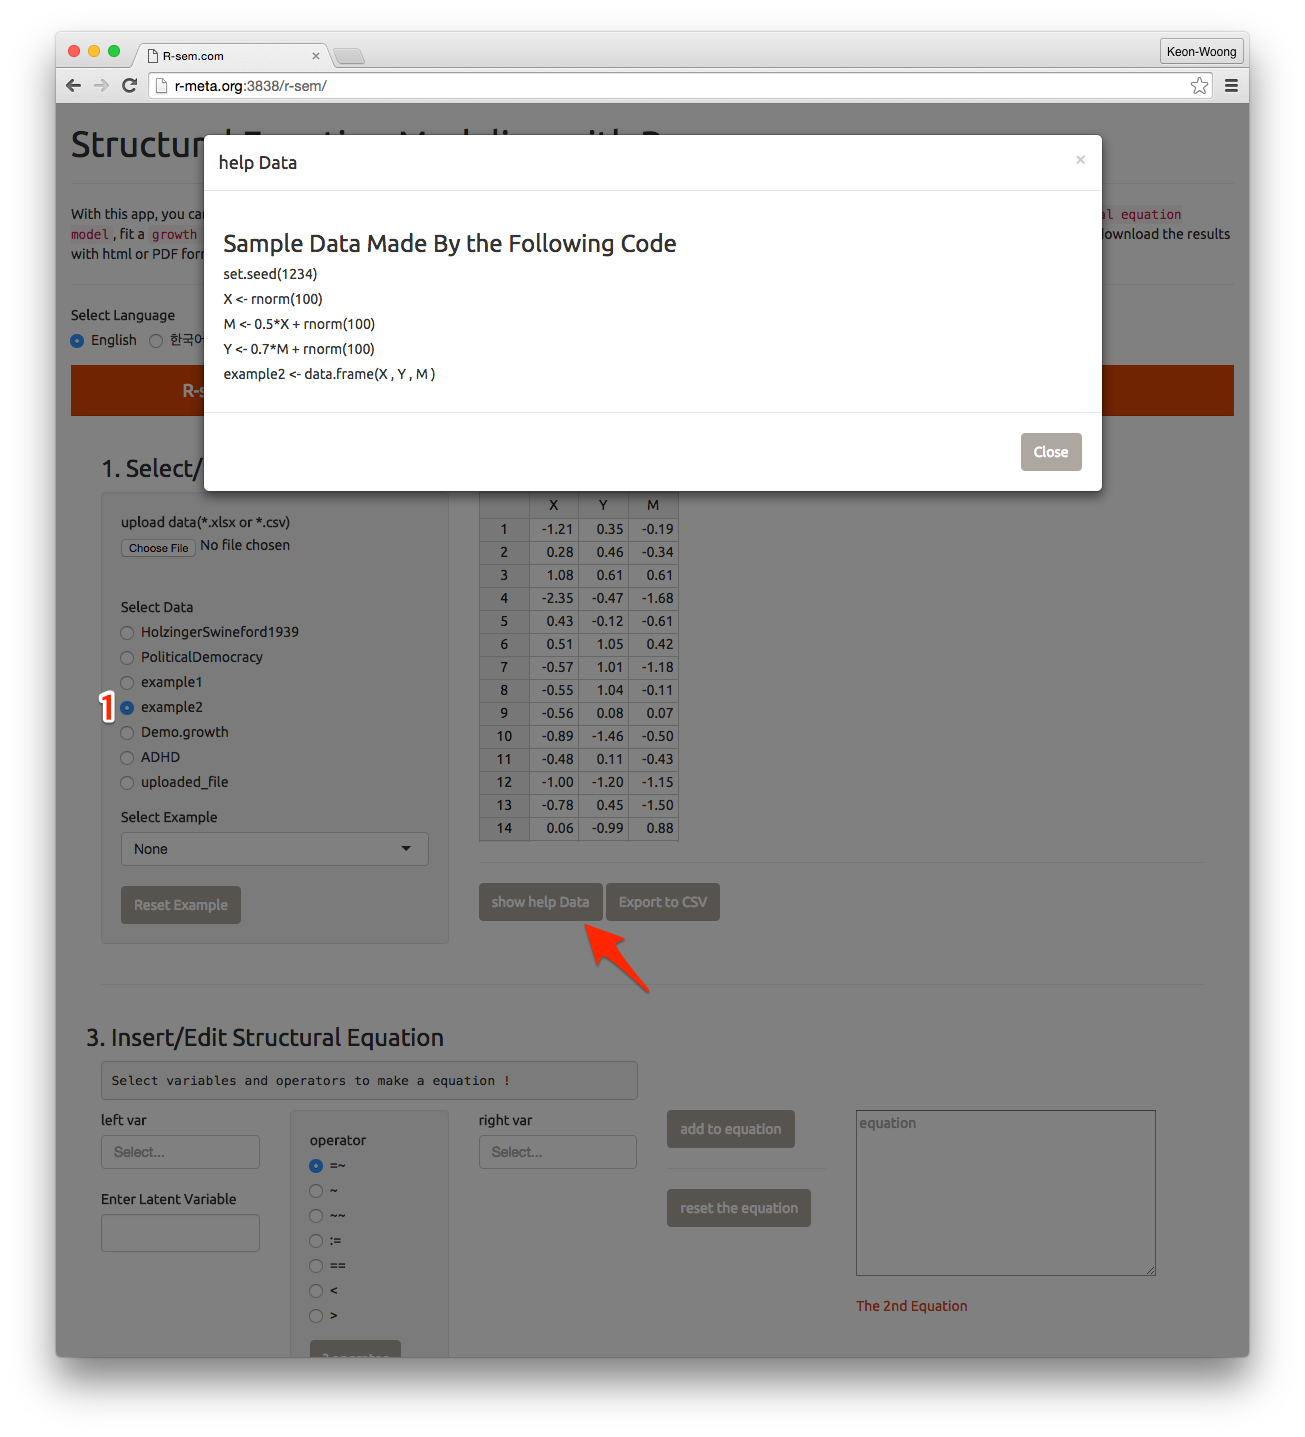 R-sem.com
Keon-Woong
r-meta.org:3838/r-sem/
help Data
With this app, you
al equation
model, fit a growth
download the results
with html or PDF
Sample Data Made By the Following Code
set.seed(1234)
X <- rnorm(100)
M <- 0.5*X + rnorm(100)
Y <- 0.7*M + rnorm(100)
example2 <- data.frame(X , Y , M )
Close
Select Language
English
한국어
1. Select/
upload data(*.xlsx or *.csv)
Choose File No file chosen
Select Data
HolzingerSwineford1939
PoliticalDemocracy
example1
1
example2
Demo.growth
ADHD
uploaded_file
Select Example
None
Reset Example
X Y M
1 -1.21 0.35 -0.19
2 0.28 0.46 -0.34
3 1.08 0.61 0.61
4 -2.35 -0.47 -1.68
5 0.43 -0.12 -0.61
6 0.51 1.05 0.42
7 -0.57 1.01 -1.18
8 -0.55 1.04 -0.11
9 -0.56 0.08 0.07
10 -0.89 -1.46 -0.50
11 -0.48 0.11 -0.43
12 -1.00 -1.20 -1.15
13 -0.78 0.45 -1.50
14 0.06 -0.99 0.88
show help Data
Export to CSV
3. Insert/Edit Structural Equation
Select variables and operators to make a equation !
left var
Select...
Enter Latent Variable
operator
=~
~
~~
:=
==
<
>
right var
Select...
add to equation
reset the equation
equation
The 2nd Equation